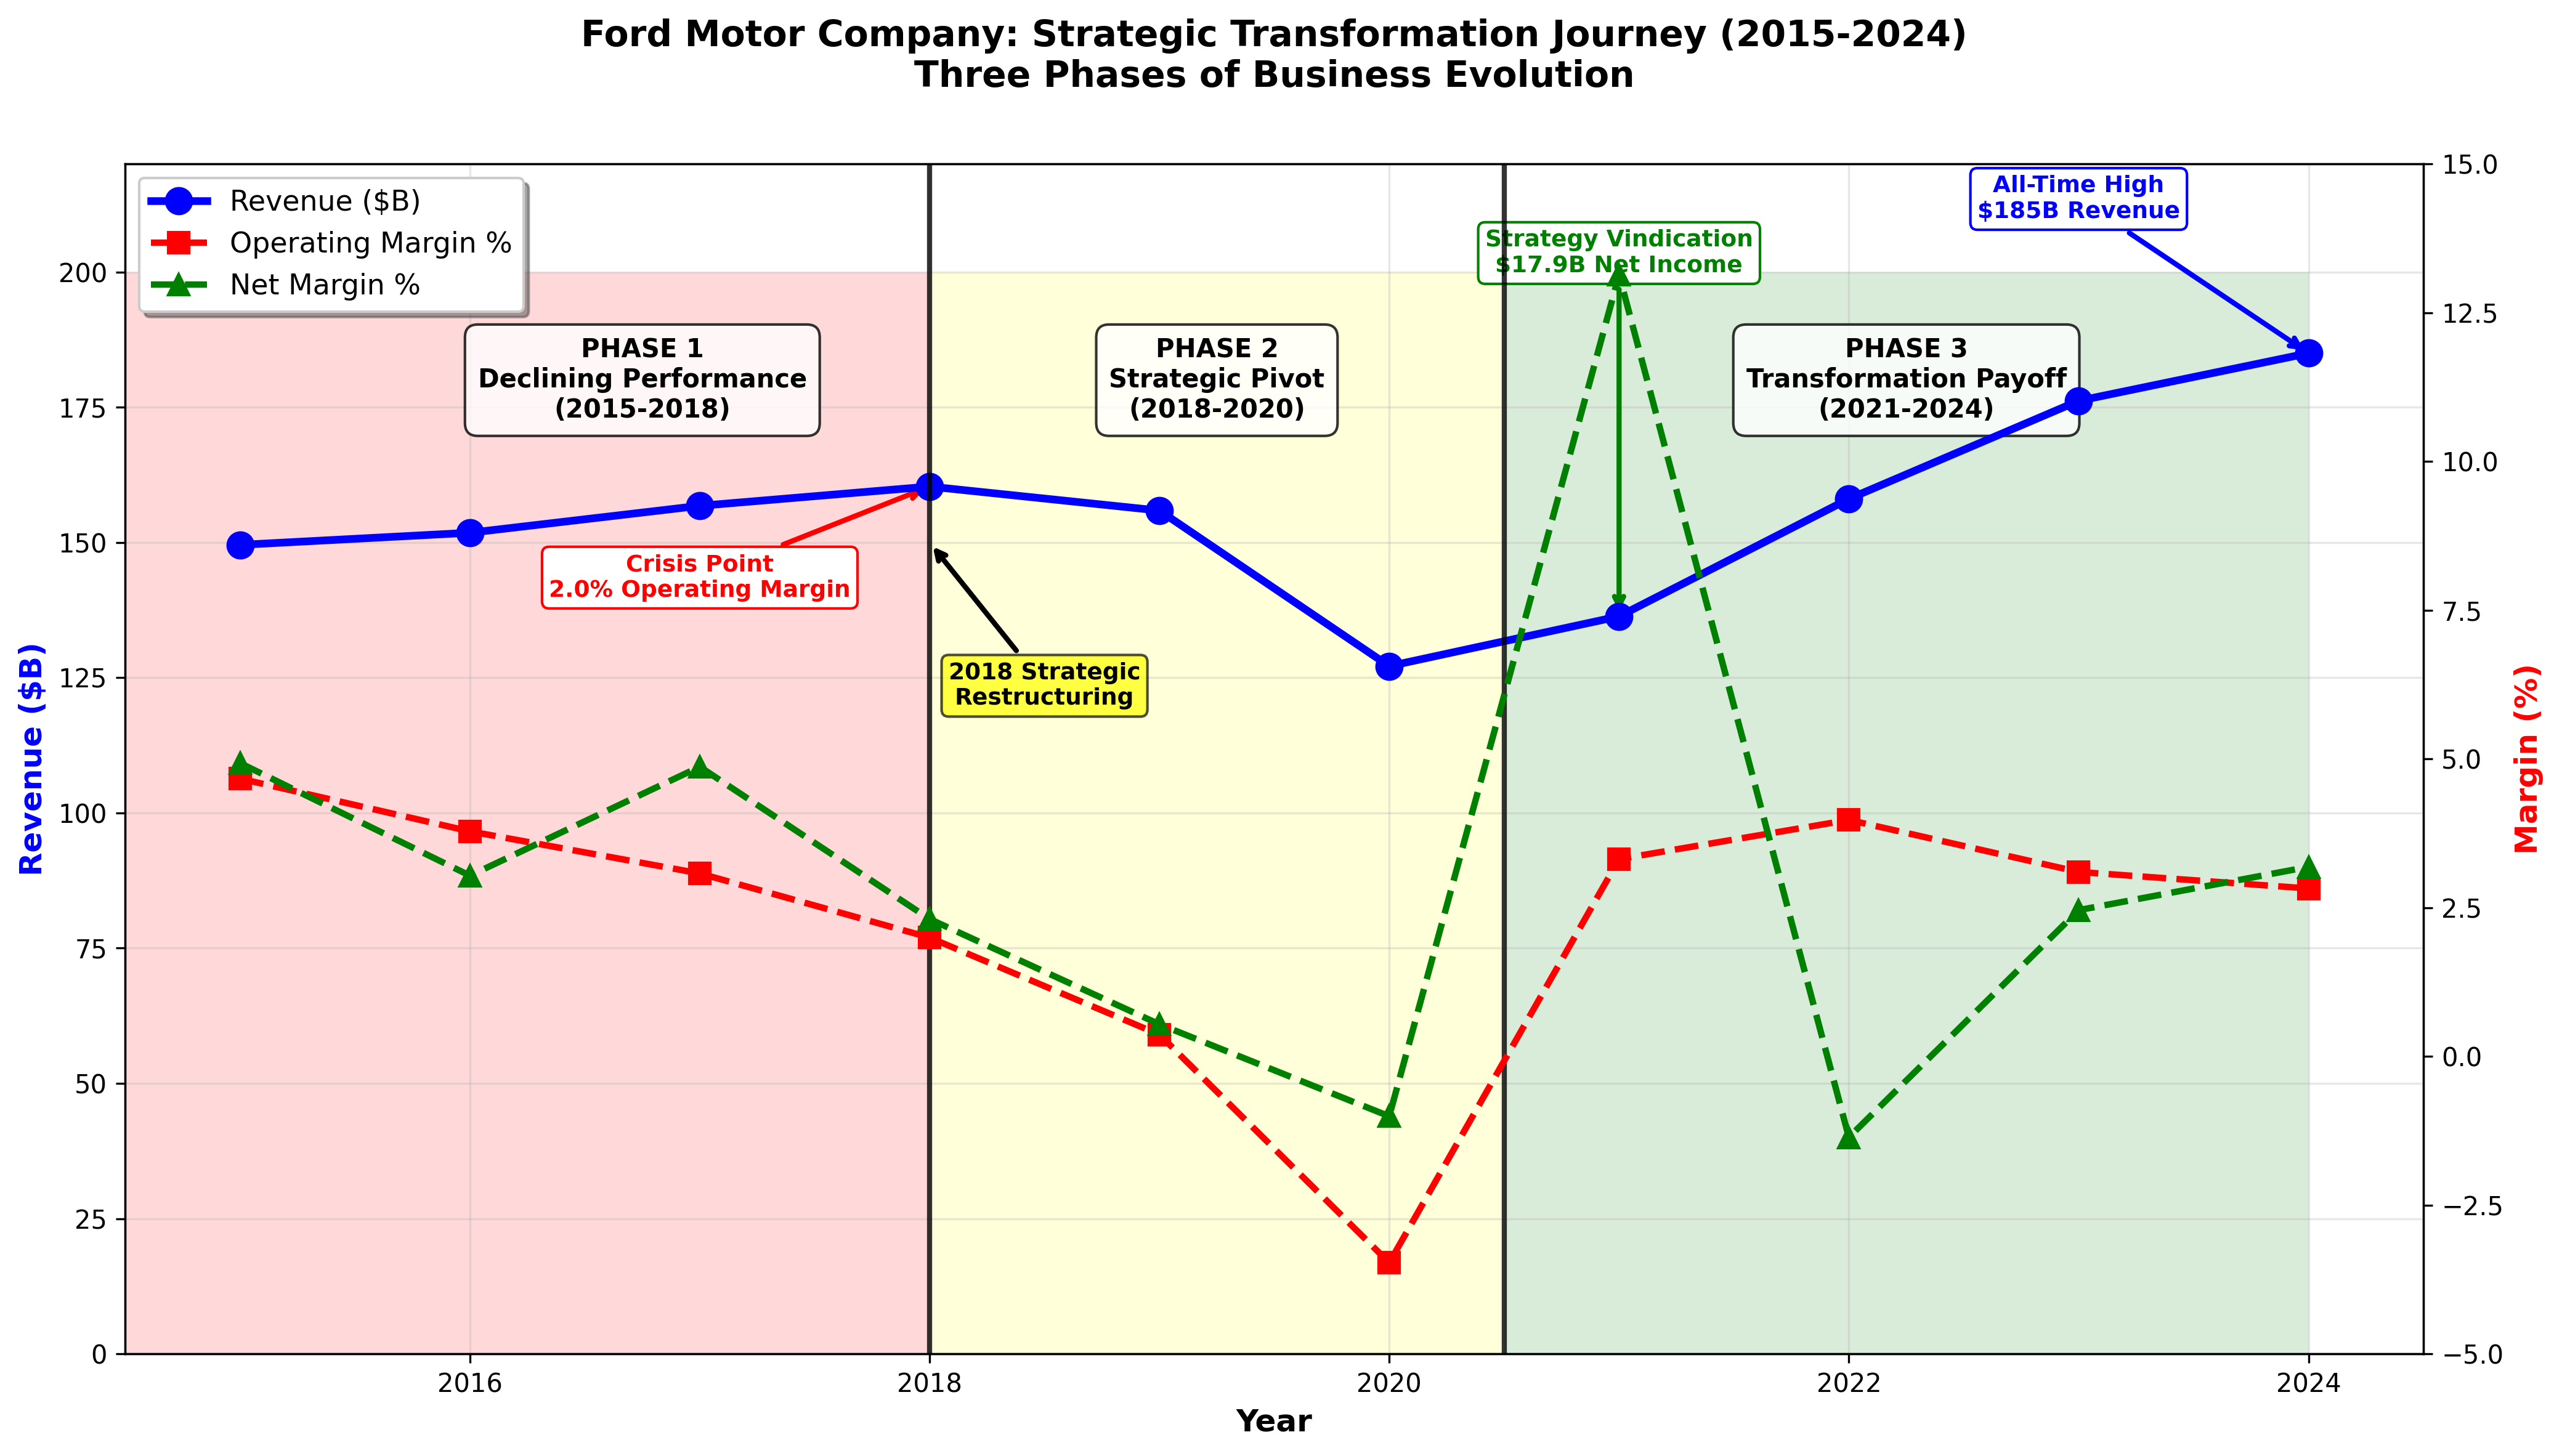 Ford Motor Company: Strategic Transformation Journey (2015-2024)
Three Phases of Business Evolution
Revenue ($B)
Operating Margin %
Net Margin %
PHASE 1
Declining Performance
(2015-2018)
PHASE 2
Strategic Pivot
(2018-2020)
PHASE 3
Transformation Payoff
(2021-2024)
Strategy Vindication
$17.9B Net Income
All-Time High
$185B Revenue
Crisis Point
2.0% Operating Margin
2018 Strategic
Restructuring
Revenue ($B)
200
175
150
125
100
75
50
25
0
15.0
12.5
10.0
7.5
5.0
2.5
0.0
−2.5
−5.0
Margin (%)
2016
2018
2020
2022
2024
Year